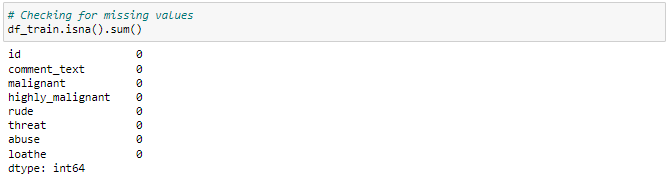 # Checking for missing values
df_train.isna().sum()
id 0
comment_text 0
malignant 0
highly_malignant 0
rude 0
threat 0
abuse 0
loathe 0
dtype: int64